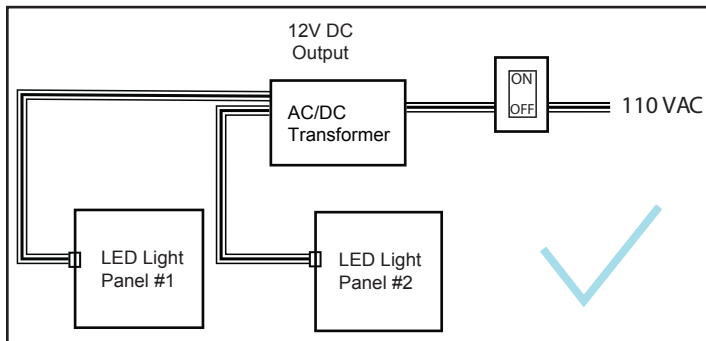 12V DC
Output
AC/DC
Transformer
ON
OFF
110 VAC
LED Light
Panel #1
LED Light
Panel #2